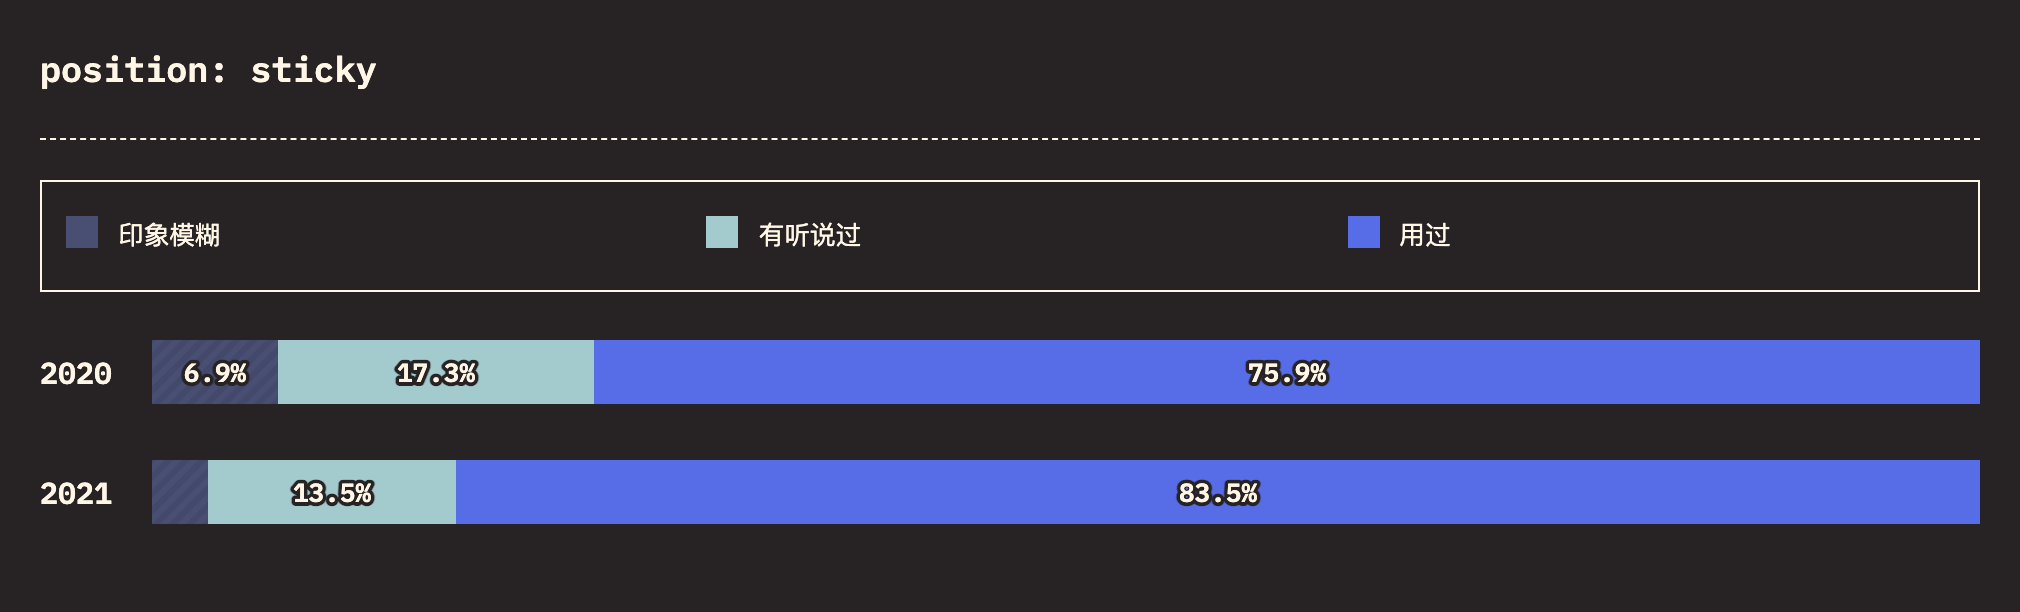 position: sticky
印象模糊 有听说过 用过
2020 6.9% 17.3% 75.9%
2021 13.5% 83.5%